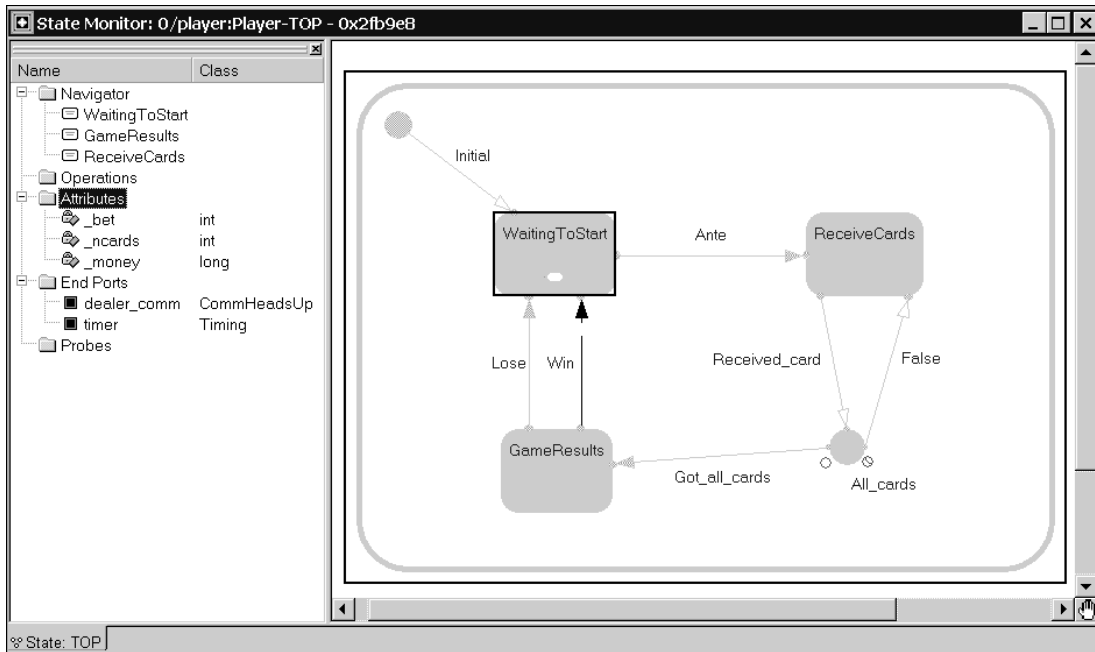 State Monitor: 0/player:Player-TOP - 0x2fb9e8
Name Class
Navigator
WaitingToStart
GameResults
ReceiveCards
Operations
Attributes
_bet int
_ncards int
_money long
End Ports
dealer_comm CommHeadsUp
timer Timing
Probes
Initial
WaitingToStart
Ante
ReceiveCards
Lose
Win
Received_card
False
GameResults
Got_all_cards
All_cards
State: TOP